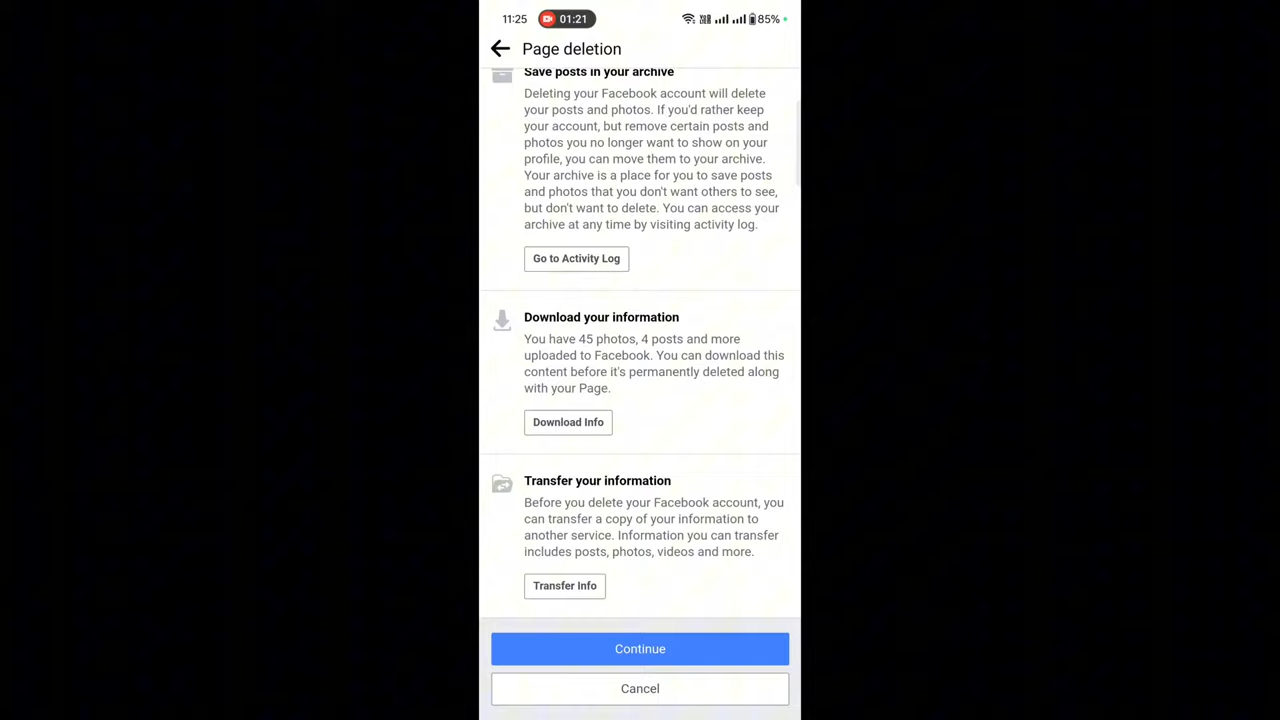 11:25 01:21 85%
Page deletion
Save posts in your archive
Deleting your Facebook account will delete
your posts and photos. If you'd rather keep
your account, but remove certain posts and
photos you no longer want to show on your
profile, you can move them to your archive.
Your archive is a place for you to save posts
and photos that you don't want others to see,
but don't want to delete. You can access your
archive at any time by visiting activity log.
Go to Activity Log
Download your information
You have 45 photos, 4 posts and more
uploaded to Facebook. You can download this
content before it's permanently deleted along
with your Page.
Download Info
Transfer your information
Before you delete your Facebook account, you
can transfer a copy of your information to
another service. Information you can transfer
includes posts, photos, videos and more.
Transfer Info
Continue
Cancel